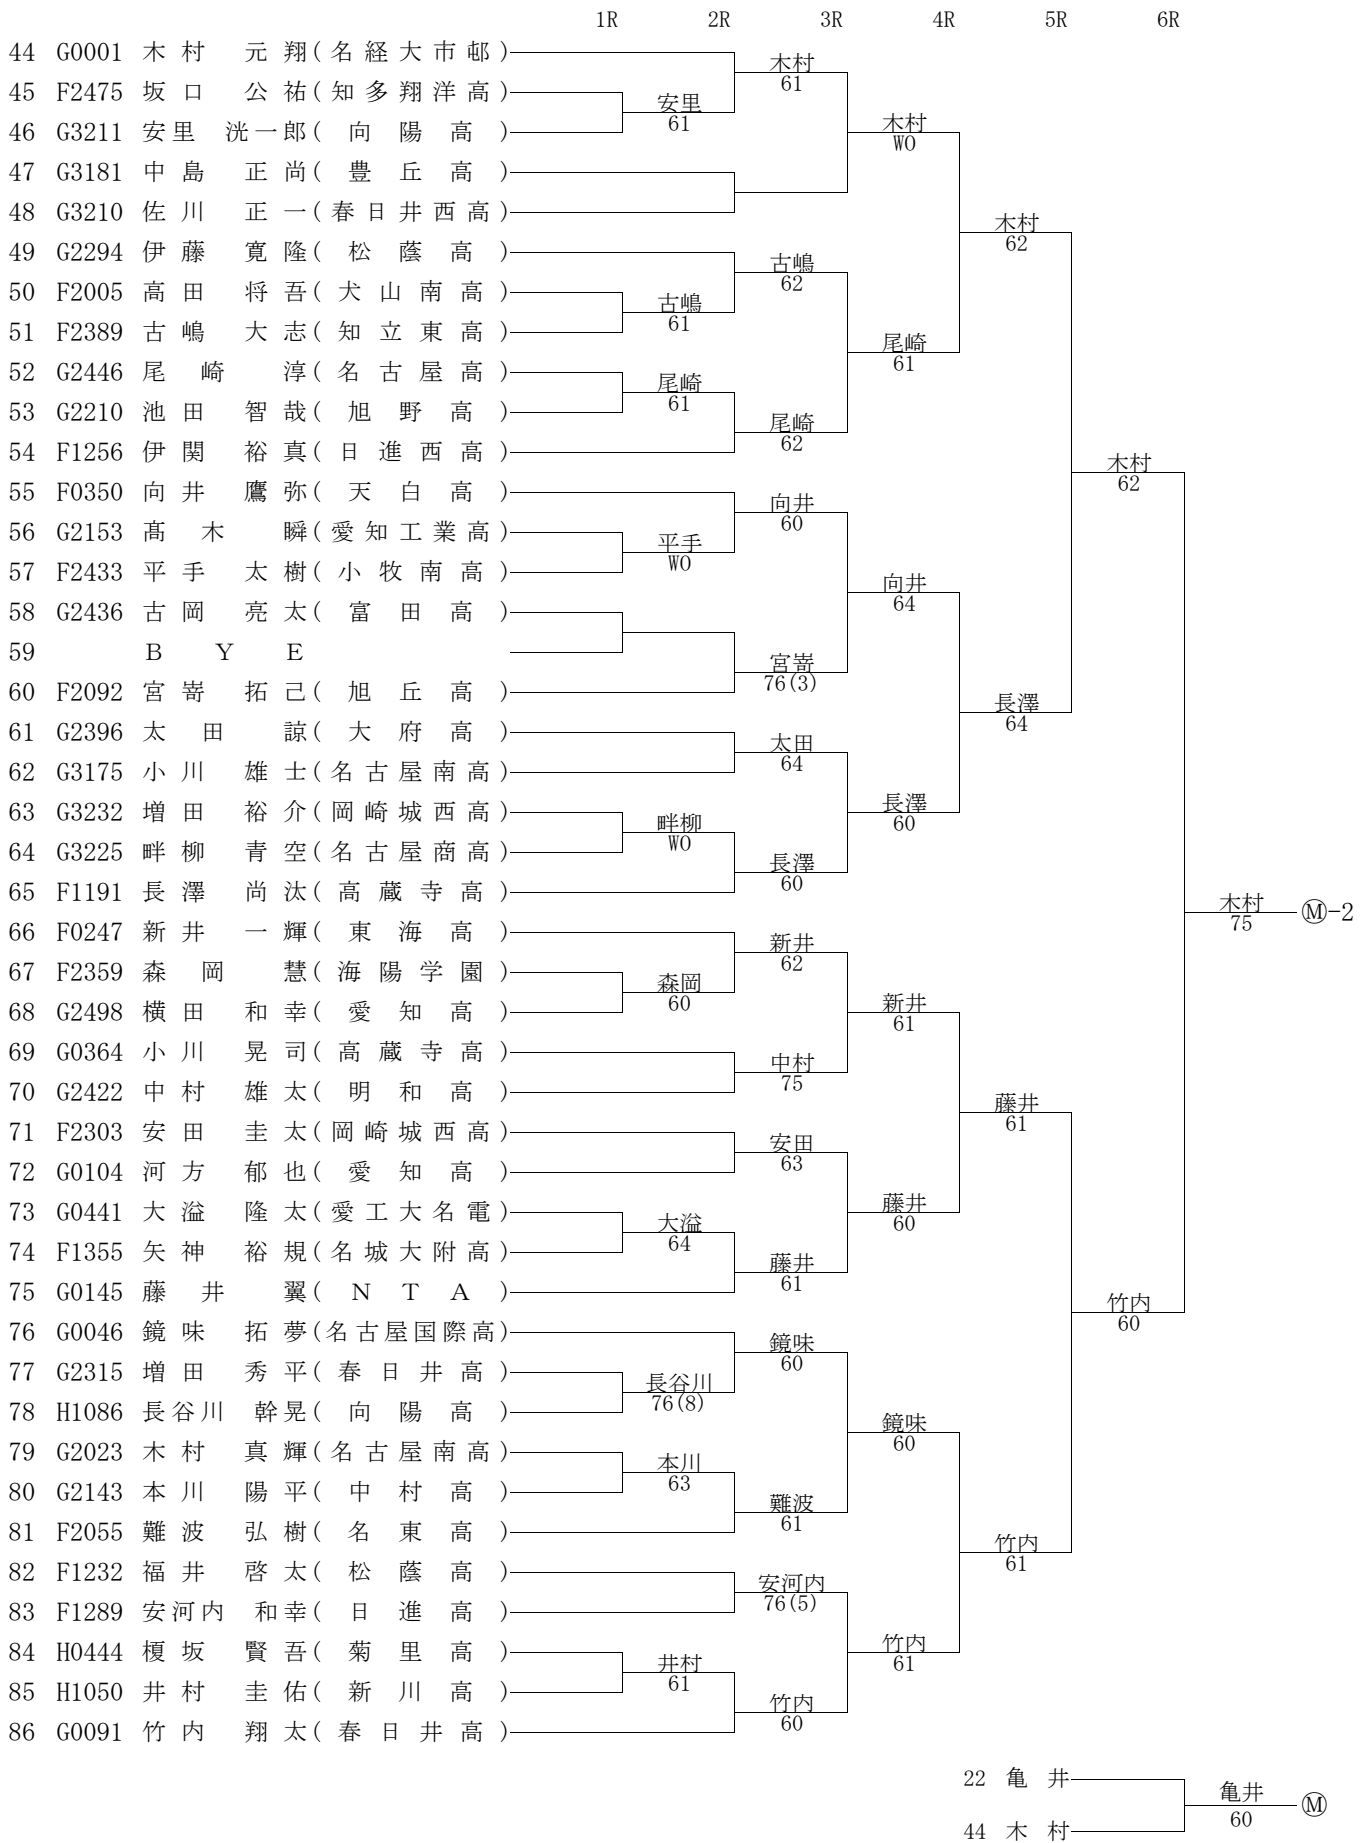 1R 2R 3R 4R 5R 6R
44 G0001 木村 元翔(名経大市邨)
木村
45 F2475 坂口 公祐(知多翔洋高)
61
安里
46 G3211 安里 洸一郎(向陽高)
61
木村
WO
47 G3181 中島 正尚(豊丘高)
48 G3210 佐川 正一(春日井西高)
木村
62
49 G2294 伊藤 寛隆(松蔭高)
古嶋
50 F2005 高田 将吾(犬山南高)
62
古嶋
51 F2389 古嶋 大志(知立東高)
61
尾崎
61
52 G2446 尾崎 淳(名古屋高)
尾崎
53 G2210 池田 智哉(旭野高)
61
尾崎
62
54 F1256 伊関 裕真(日進西高)
木村
62
55 F0350 向井 鷹弥(天白高)
向井
56 G2153 髙木 瞬(愛知工業高)
60
平手
57 F2433 平手 太樹(小牧南高)
WO
向井
64
58 G2436 古岡 亮太(富田高)
59 BYE
宮嵜
76(3)
60 F2092 宮嵜 拓己(旭丘高)
長澤
64
61 G2396 太田 諒(大府高)
太田
62 G3175 小川 雄士(名古屋南高)
64
63 G3232 増田 裕介(岡崎城西高)
長澤
60
畔柳
64 G3225 畔柳 青空(名古屋商高)
WO
長澤
60
65 F1191 長澤 尚汰(高蔵寺高)
木村
75
Ⓜ-2
66 F0247 新井 一輝(東海高)
新井
67 F2359 森岡 慧(海陽学園)
62
森岡
68 G2498 横田 和幸(愛知高)
60
新井
61
69 G0364 小川 晃司(高蔵寺高)
中村
75
70 G2422 中村 雄太(明和高)
藤井
61
71 F2303 安田 圭太(岡崎城西高)
安田
72 G0104 河方 郁也(愛知高)
63
73 G0441 大溢 隆太(愛工大名電)
藤井
60
大溢
74 F1355 矢神 裕規(名城大附高)
64
藤井
61
75 G0145 藤井 翼(NTA)
竹内
60
76 G0046 鏡味 拓夢(名古屋国際高)
鏡味
77 G2315 増田 秀平(春日井高)
60
長谷川
78 H1086 長谷川 幹晃(向陽高)
76(8)
鏡味
60
79 G2023 木村 真輝(名古屋南高)
本川
80 G2143 本川 陽平(中村高)
63
難波
61
81 F2055 難波 弘樹(名東高)
竹内
61
82 F1232 福井 啓太(松蔭高)
安河内
83 F1289 安河内 和幸(日進高)
76(5)
84 H0444 榎坂 賢吾(菊里高)
竹内
61
井村
85 H1050 井村 圭佑(新川高)
61
竹内
60
86 G0091 竹内 翔太(春日井高)
22 亀井
亀井
60
Ⓜ
44 木村